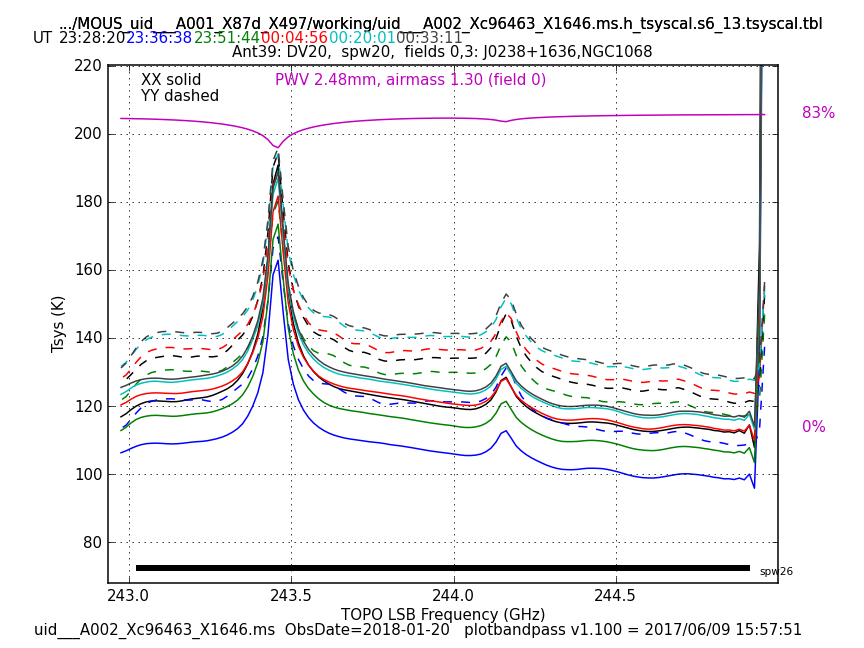 .../MOUS_uid___A001_X87d_X497/working/uid___A002_Xc96463_X1646.ms.h_tsyscal.s6_13.tsyscal.tbl
UT 23:28:20 23:36:38 23:51:44 00:04:56 00:20:01 00:33:11
Ant39: DV20,  spw20,  fields 0,3: J0238+1636,NGC1068
220
XX solid
PWV 2.48mm, airmass 1.30 (field 0)
YY dashed
83%
200
180
160
Tsys (K)
140
120
0%
100
80
spw26
243.0 243.5 244.0 244.5
TOPO LSB Frequency (GHz)
uid___A002_Xc96463_X1646.ms  ObsDate=2018-01-20   plotbandpass v1.100 = 2017/06/09 15:57:51